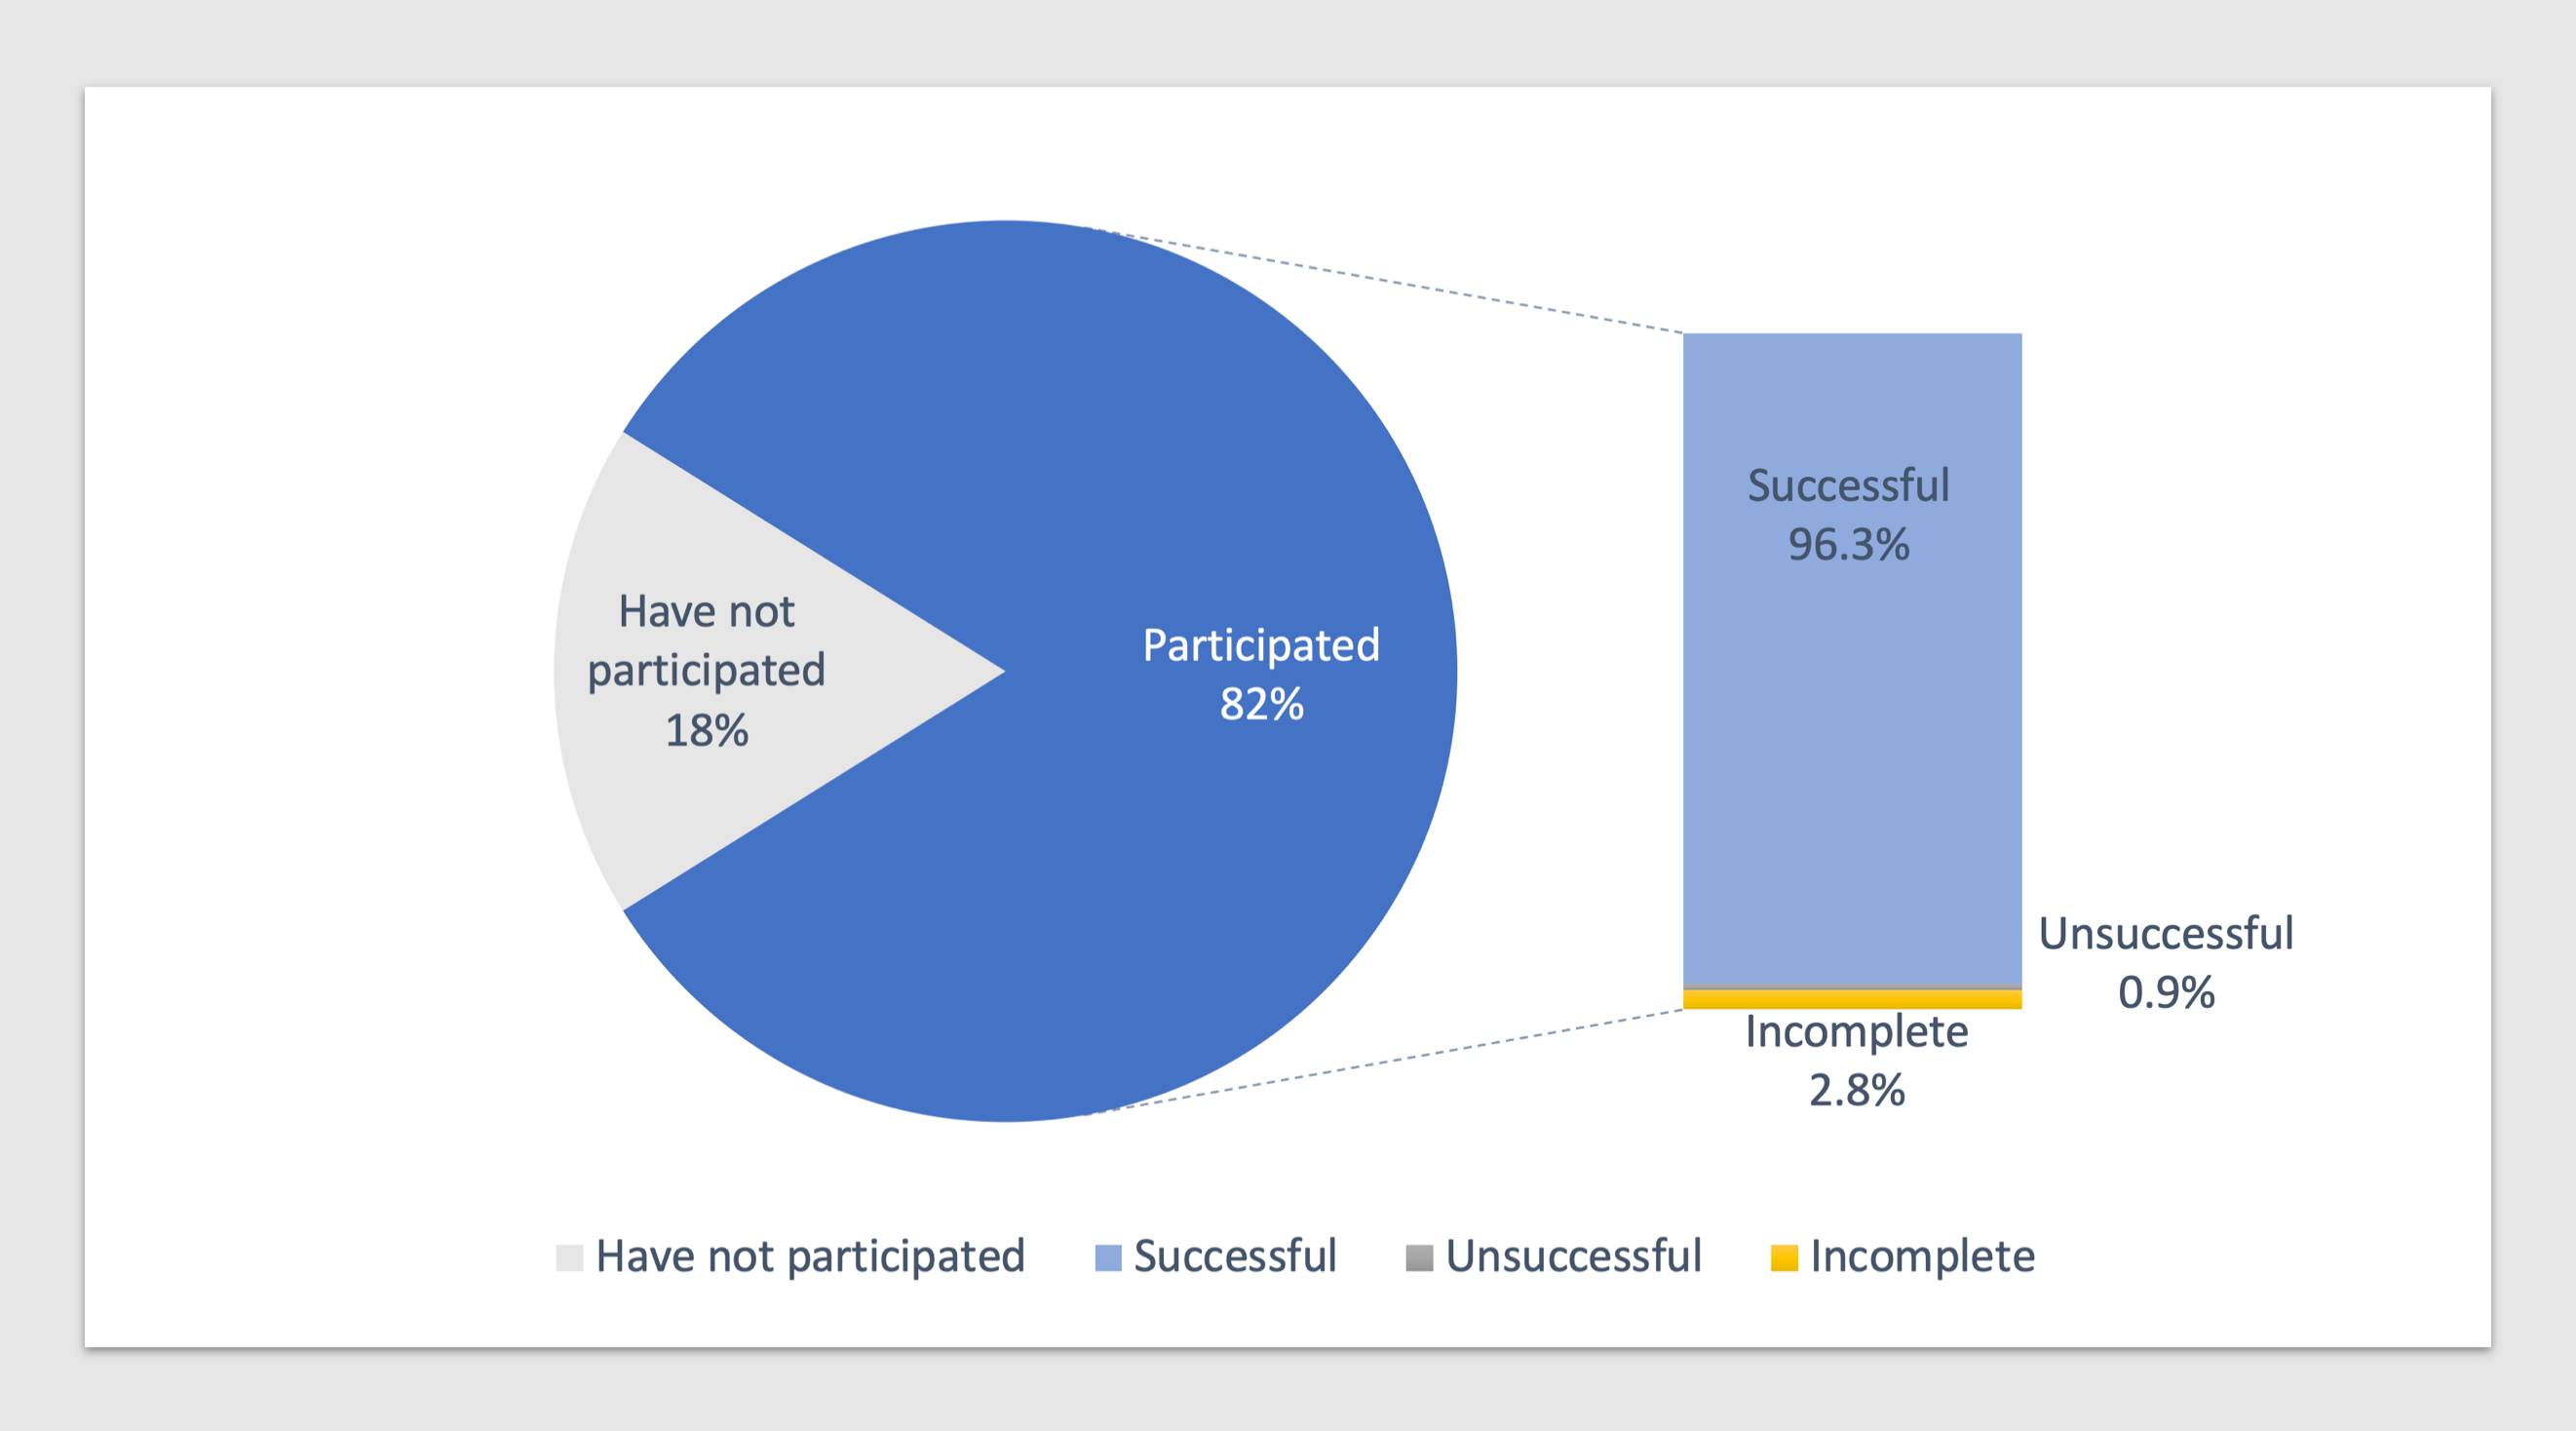 Have not
participated
18%
Participated
82%
Successful
96.3%
Unsuccessful
0.9%
Incomplete
2.8%
Have not participated
Successful
Unsuccessful
Incomplete